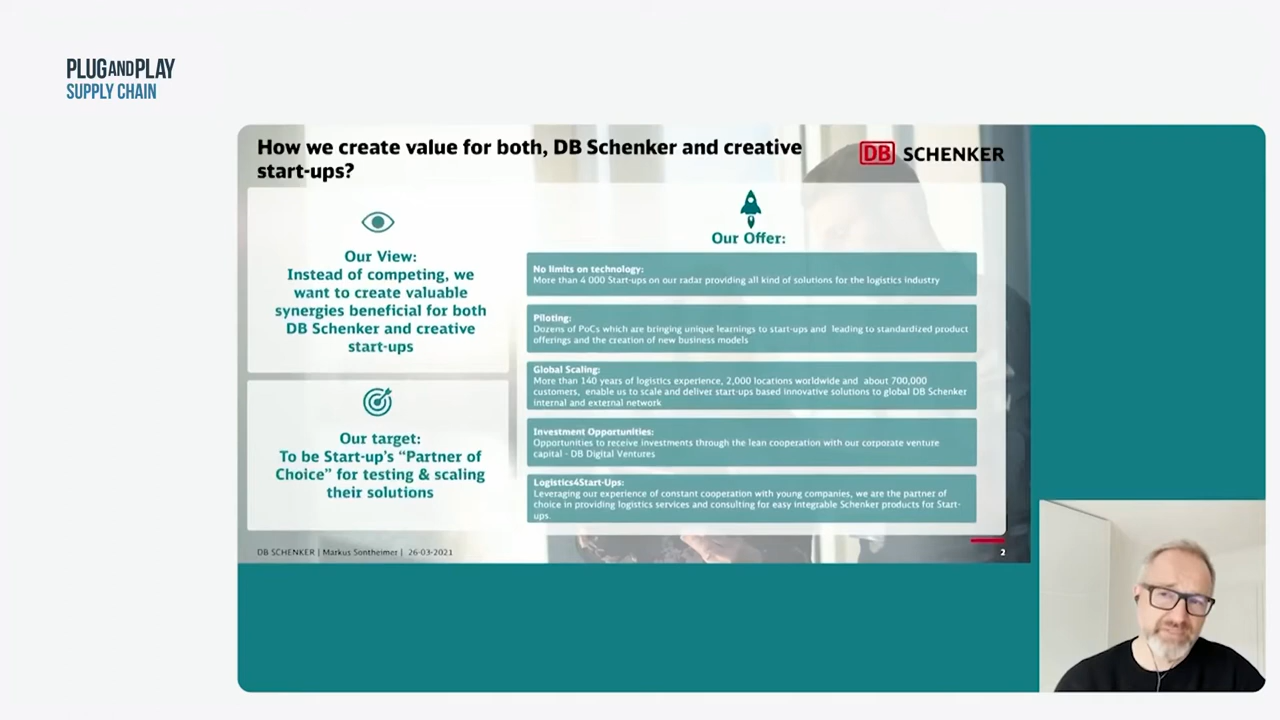 PLUGANDPLAY
SUPPLY CHAIN
How we create value for both, DB Schenker and creative
start-ups?
DB SCHENKER
Our View:
Instead of competing, we
want to create valuable
synergies beneficial for both
DB Schenker and creative
start-ups
Our target:
To be Start-up’s “Partner of
Choice” for testing & scaling
their solutions
Our Offer:
No limits on technology:
More than 4 000 Start-ups on our radar providing all kind of solutions for the logistics industry
Piloting:
Dozens of PoCs which are bringing unique learnings to start-ups and leading to standardized product
offerings and the creation of new business models
Global Scaling:
More than 140 years of logistics experience, 2,000 locations worldwide and about 700,000
customers, enable us to scale and deliver start-ups based innovative solutions to global DB Schenker
internal and external network
Investment Opportunities:
Opportunities to receive investments through the lean cooperation with our corporate venture
capital - DB Digital Ventures
Logistics4Start-Ups:
Leveraging our experience of constant cooperation with young companies, we are the partner of
choice in providing logistics services and consulting for easy integrable Schenker products for Start-
ups.
DB SCHENKER | Markus Sontheimer | 26-03-2021
2